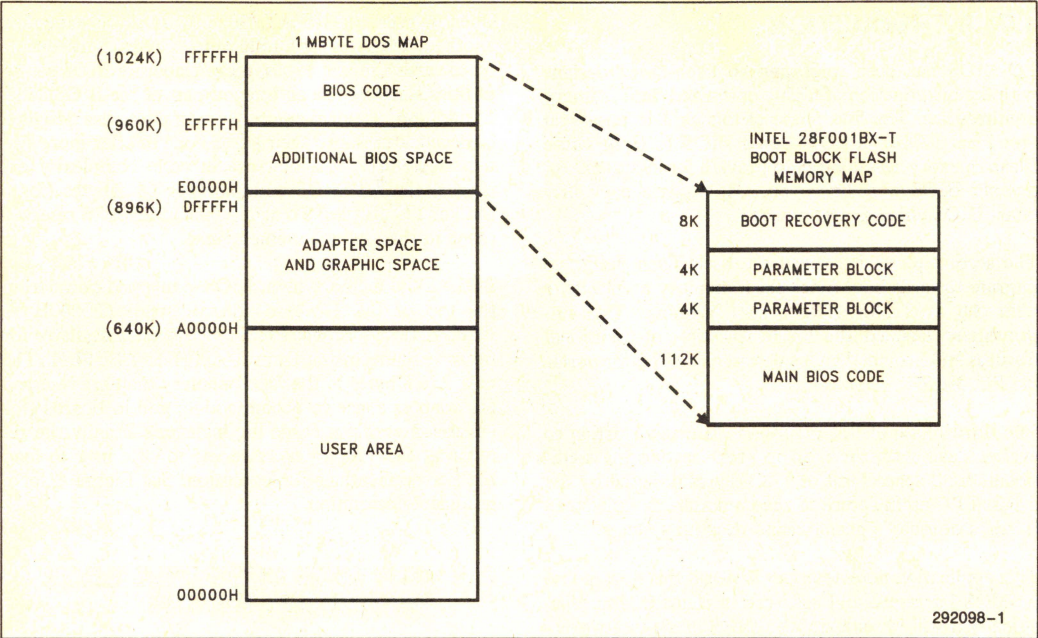 1 MBYTE DOS MAP
(1024K) FFFFFH
BIOS CODE
(960K) EFFFFH
ADDITIONAL BIOS SPACE
E0000H
(896K) DFFFFH
ADAPTER SPACE
AND GRAPHIC SPACE
(640K) A0000H
USER AREA
00000H
INTEL 28F001BX-T
BOOT BLOCK FLASH
MEMORY MAP
8K BOOT RECOVERY CODE
4K PARAMETER BLOCK
4K PARAMETER BLOCK
112K
MAIN BIOS CODE
292098-1